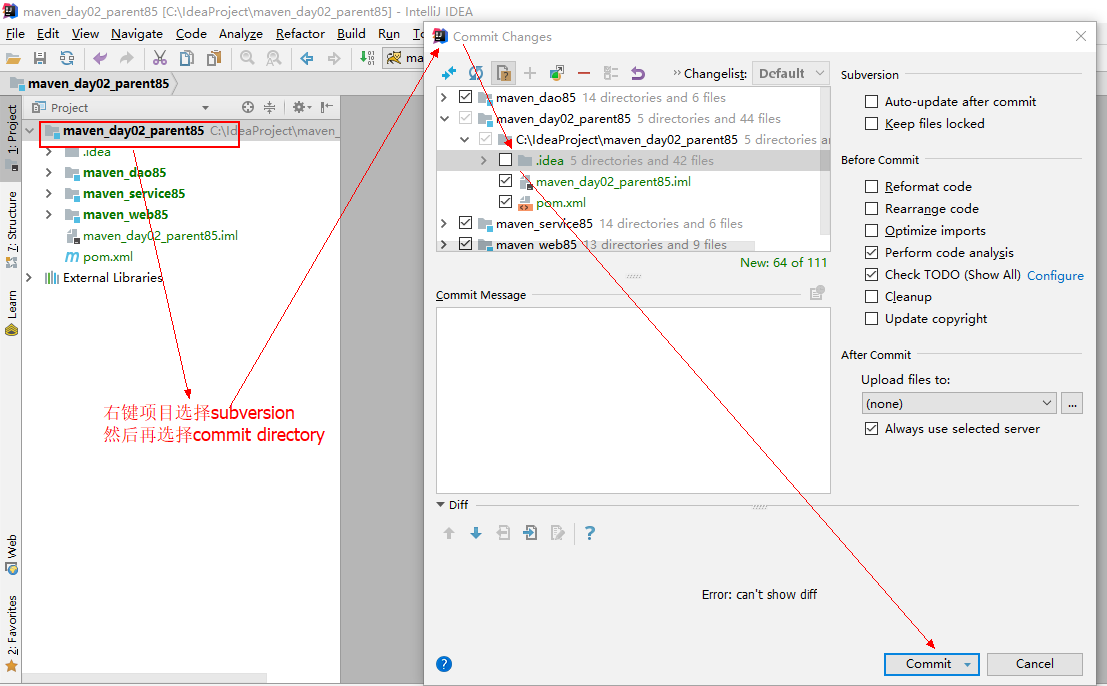 maven_day02_parent85 [C:\IdeaProject\maven_day02_parent85] - IntelliJ IDEA
File Edit View Navigate Code Analyze Refactor Build Run
maven_day02_parent85
Project
1: Project
7: Structure
Learn
Web
2: Favorites
maven_day02_parent85 C:\IdeaProject\maven_
.idea
maven_dao85
maven_service85
maven_web85
maven_day02_parent85.iml
pom.xml
External Libraries
右键项目选择subversion
然后再选择commit directory
Commit Changes
Changelist: Default
maven_dao85 14 directories and 6 files
maven_day02_parent85 5 directories and 44 files
C:\IdeaProject\maven_day02_parent85 5 directories
.idea 5 directories and 42 files
maven_day02_parent85.iml
pom.xml
maven_service85 14 directories and 6 files
maven_web85 13 directories and 9 files
New: 64 of 111
Commit Message
Diff
Error: can't show diff
Subversion
Auto-update after commit
Keep files locked
Before Commit
Reformat code
Rearrange code
Optimize imports
Perform code analysis
Check TODO (Show All) Configure
Cleanup
Update copyright
After Commit
Upload files to:
(none) ...
Always use selected server
? Commit Cancel